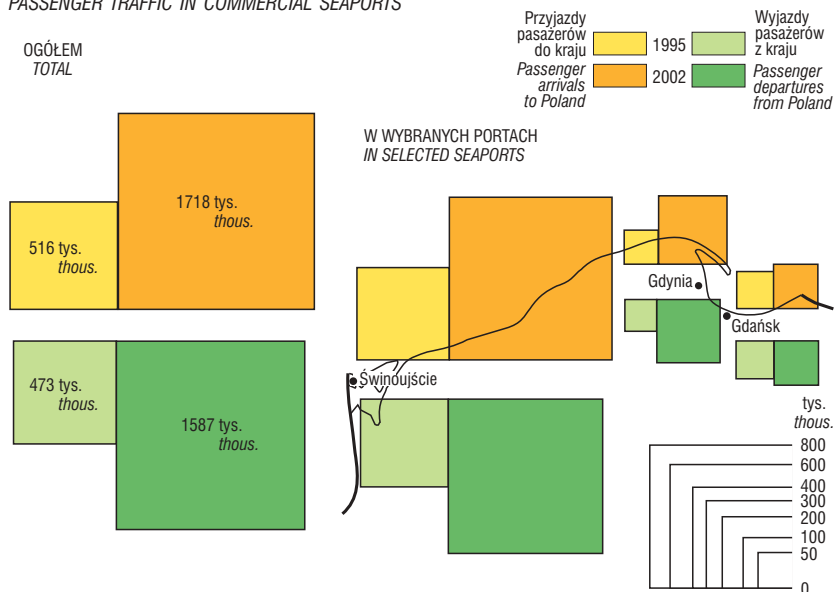 PASSENGER TRAFFIC IN COMMERCIAL SEAPORTS
Przyjazdy
pasażerów
do kraju
Passenger
arrivals
to Poland
1995
2002
Wyjazdy
pasażerów
z kraju
Passenger
departures
from Poland
OGÓŁEM
TOTAL
1718 tys.
thous.
516 tys.
thous.
473 tys.
thous.
1587 tys.
thous.
W WYBRANYCH PORTACH
IN SELECTED SEAPORTS
Gdynia
Gdańsk
Świnoujście
tys.
thous.
800
600
400
300
200
100
50
0